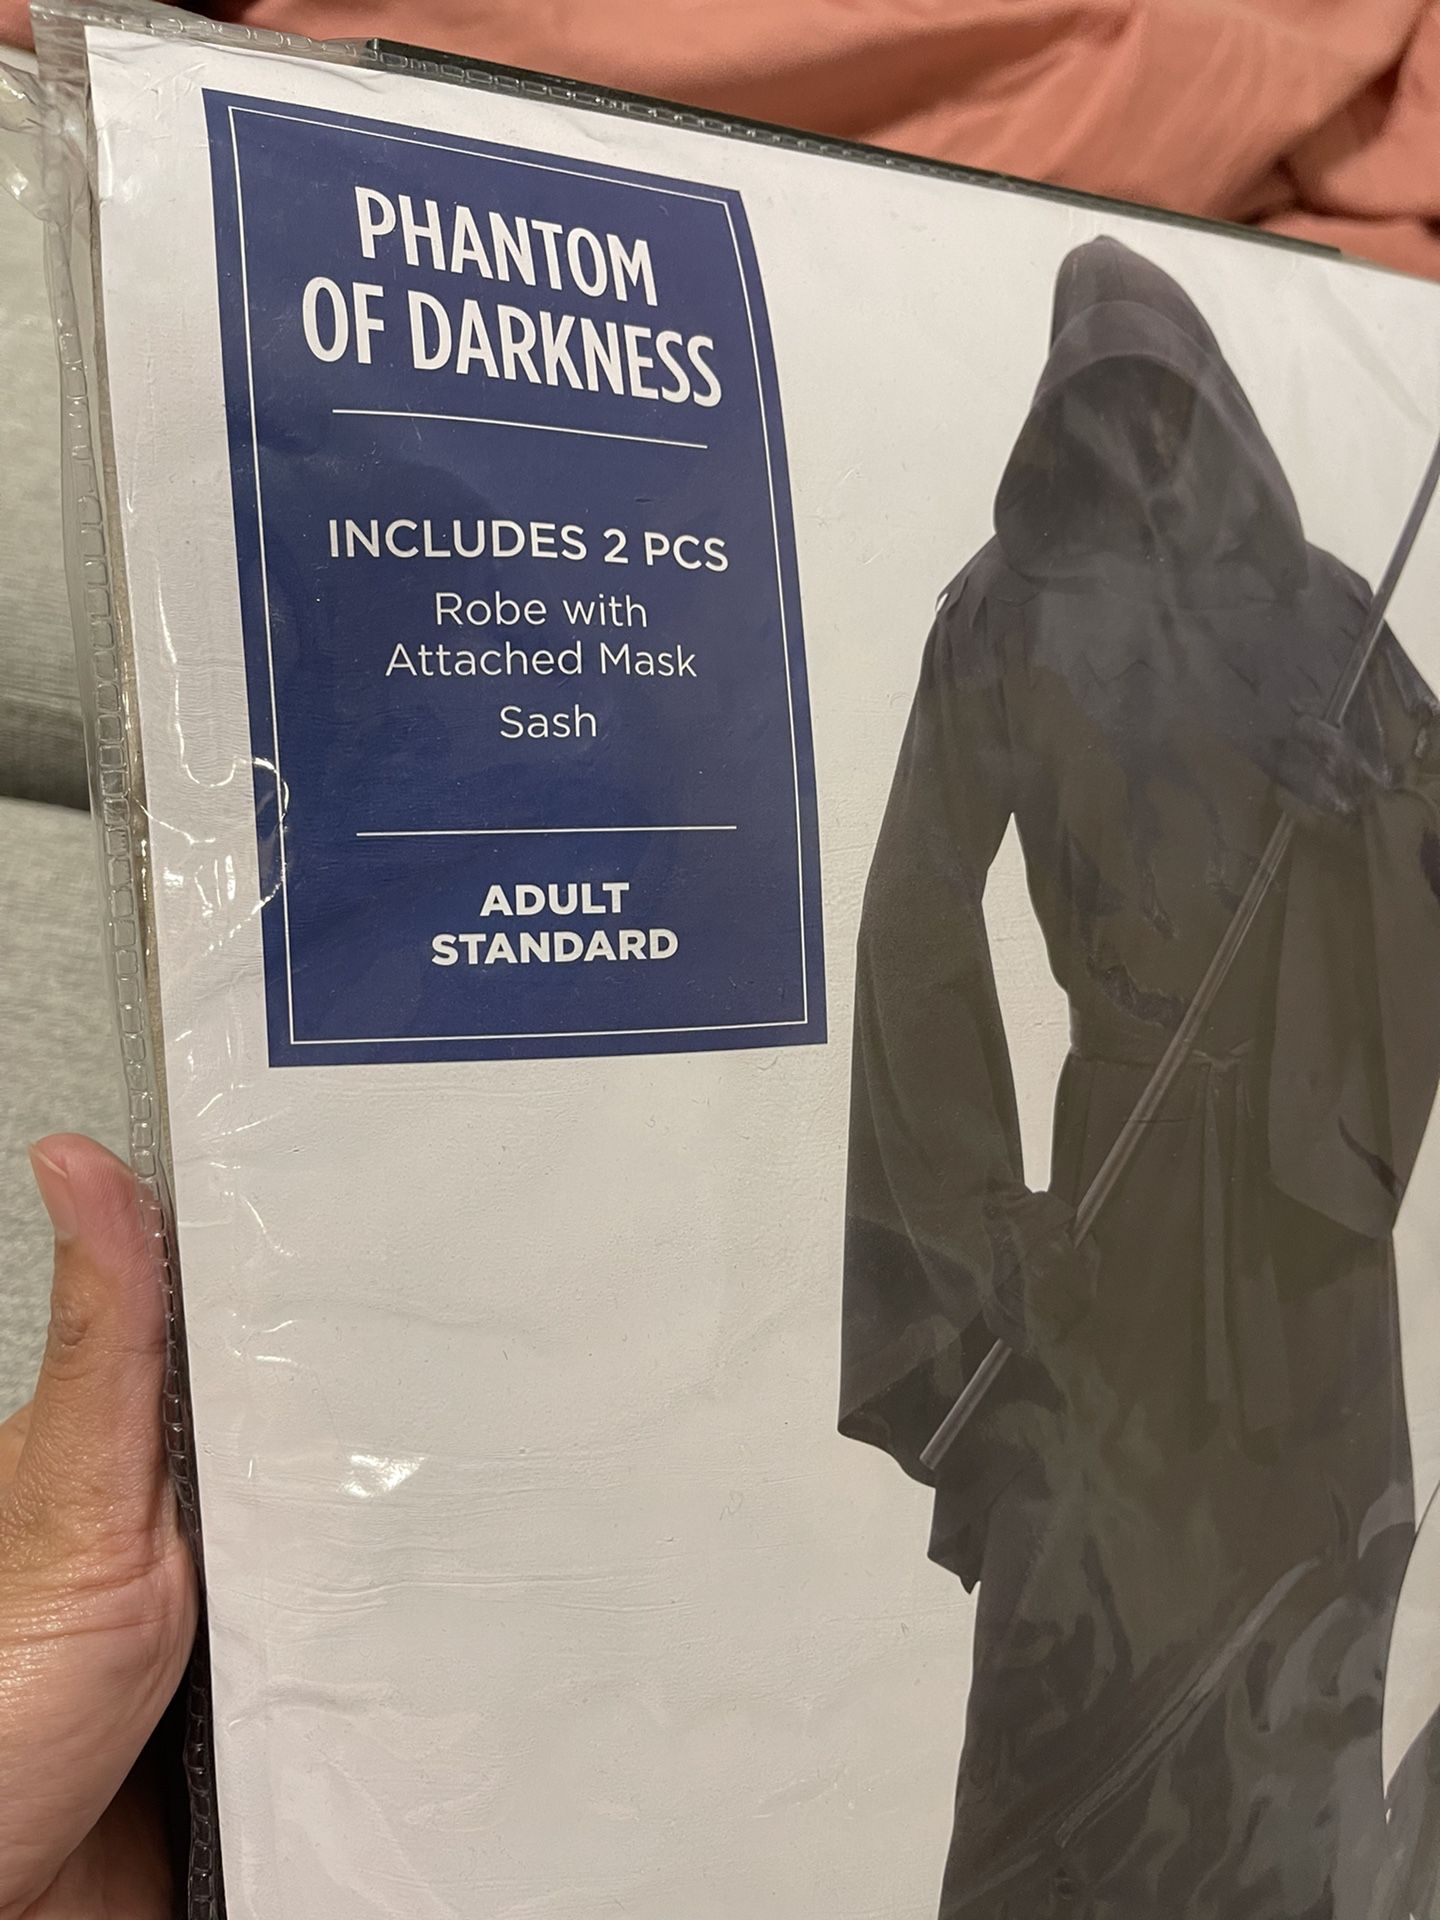 PHANTOM
OF DARKNESS
INCLUDES 2 PCS
Robe with
Attached Mask
Sash
ADULT
STANDARD